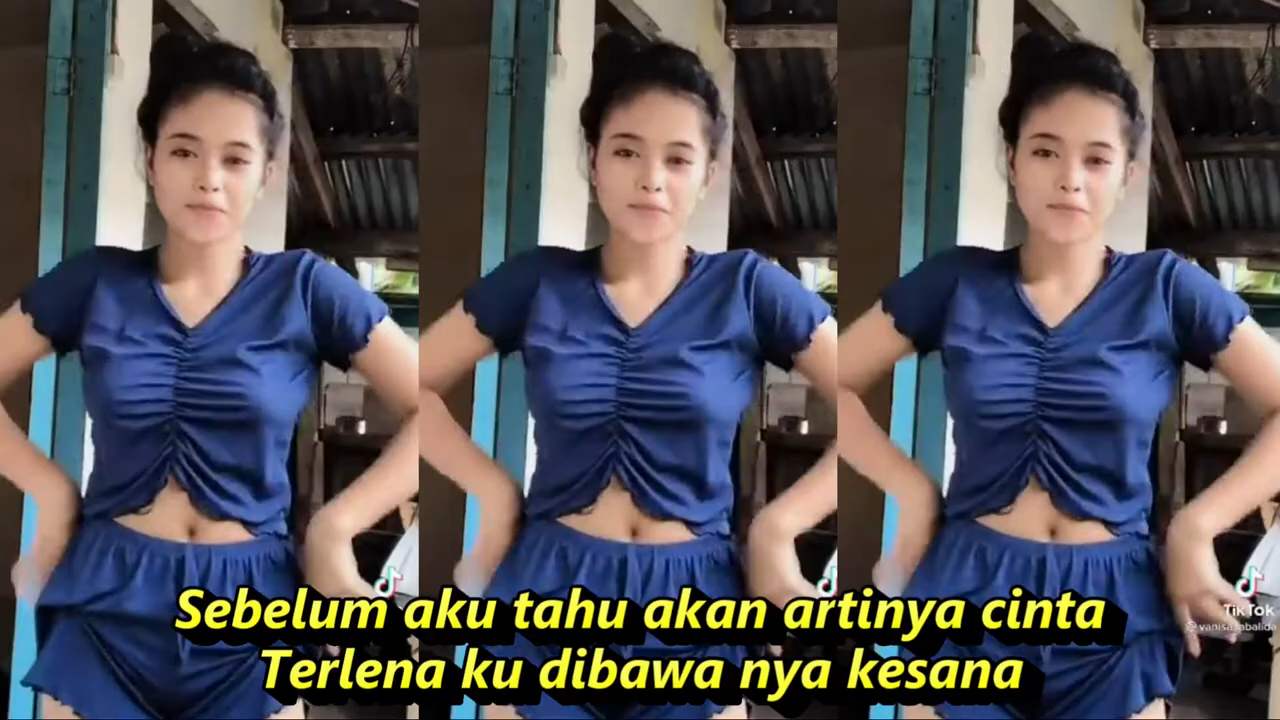 Sebelum aku tahu akan artinya cinta
Terlena ku dibawa nya kesana
TikTok